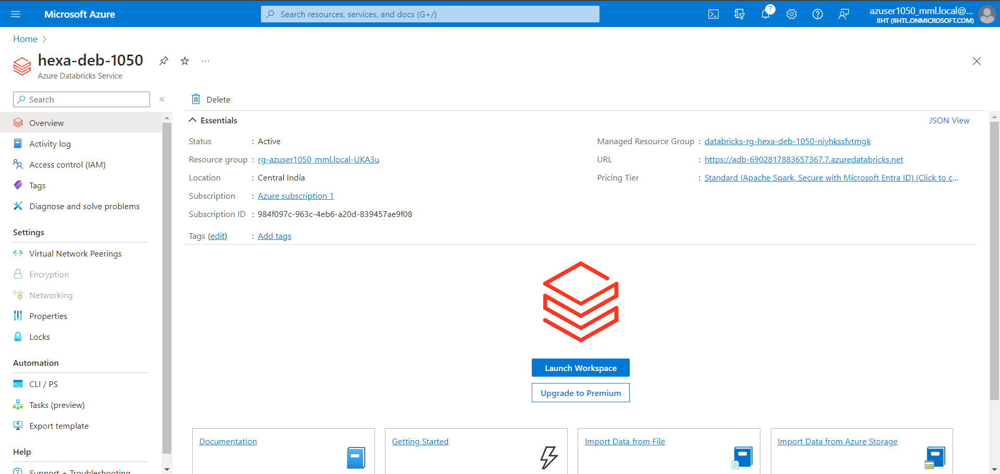 Microsoft Azure
Search resources, services, and docs (G+/)
7
azuser1050_mml.local@...
IIHT (IIHTL.ONMICROSOFT.COM)
Home
hexa-deb-1050
Azure Databricks Service
Search
Delete
Overview
Activity log
Access control (IAM)
Tags
Diagnose and solve problems
Settings
Virtual Network Peerings
Encryption
Networking
Properties
Locks
Automation
CLI / PS
Tasks (preview)
Export template
Help
Support + Troubleshooting
Essentials
JSON View
Status : Active
Resource group : rg-azuser1050_mml.local-UKA3u
Location : Central India
Subscription : Azure subscription 1
Subscription ID : 984f097c-963c-4eb6-a20d-839457ae9f08
Tags (edit) : Add tags
Managed Resource Group : databricks-rg-hexa-deb-1050-niyhkssfvtmgk
URL : https://adb-6902817883657367.7.azuredatabricks.net
Pricing Tier : Standard (Apache Spark, Secure with Microsoft Entra ID) (Click to c...
Launch Workspace
Upgrade to Premium
Documentation
Getting Started
Import Data from File
Import Data from Azure Storage